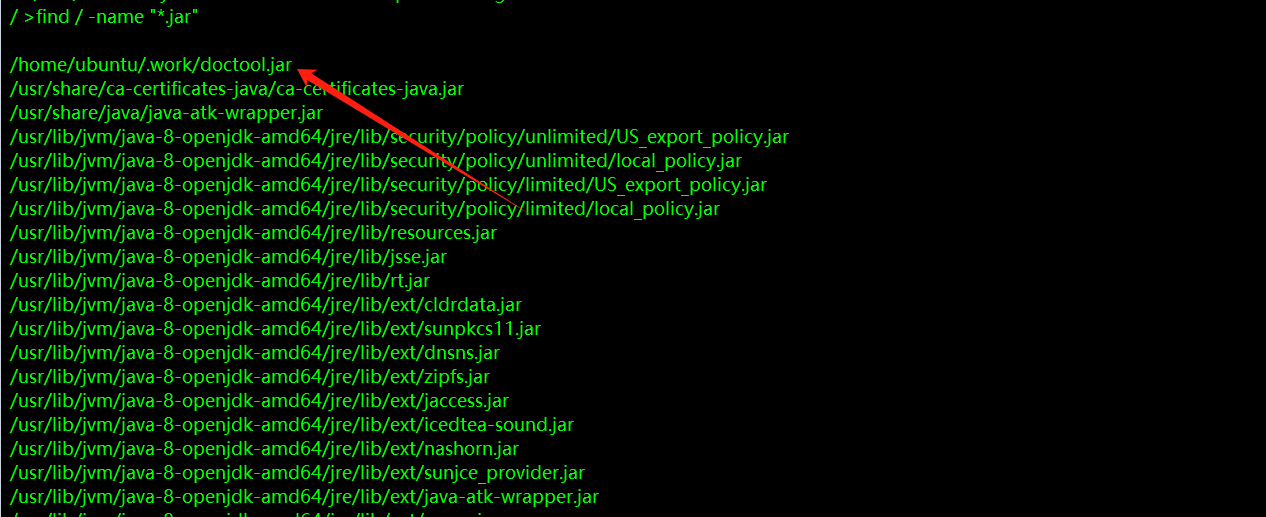 / >find / -name "*.jar"
/home/ubuntu/.work/doctool.jar
/usr/share/ca-certificates-java/ca-certificates-java.jar
/usr/share/java/java-atk-wrapper.jar
/usr/lib/jvm/java-8-openjdk-amd64/jre/lib/security/policy/unlimited/US_export_policy.jar
/usr/lib/jvm/java-8-openjdk-amd64/jre/lib/security/policy/unlimited/local_policy.jar
/usr/lib/jvm/java-8-openjdk-amd64/jre/lib/security/policy/limited/US_export_policy.jar
/usr/lib/jvm/java-8-openjdk-amd64/jre/lib/security/policy/limited/local_policy.jar
/usr/lib/jvm/java-8-openjdk-amd64/jre/lib/resources.jar
/usr/lib/jvm/java-8-openjdk-amd64/jre/lib/jsse.jar
/usr/lib/jvm/java-8-openjdk-amd64/jre/lib/rt.jar
/usr/lib/jvm/java-8-openjdk-amd64/jre/lib/ext/cldrdata.jar
/usr/lib/jvm/java-8-openjdk-amd64/jre/lib/ext/sunpkcs11.jar
/usr/lib/jvm/java-8-openjdk-amd64/jre/lib/ext/dnsns.jar
/usr/lib/jvm/java-8-openjdk-amd64/jre/lib/ext/zipfs.jar
/usr/lib/jvm/java-8-openjdk-amd64/jre/lib/ext/jaccess.jar
/usr/lib/jvm/java-8-openjdk-amd64/jre/lib/ext/icedtea-sound.jar
/usr/lib/jvm/java-8-openjdk-amd64/jre/lib/ext/nashorn.jar
/usr/lib/jvm/java-8-openjdk-amd64/jre/lib/ext/sunjce_provider.jar
/usr/lib/jvm/java-8-openjdk-amd64/jre/lib/ext/java-atk-wrapper.jar